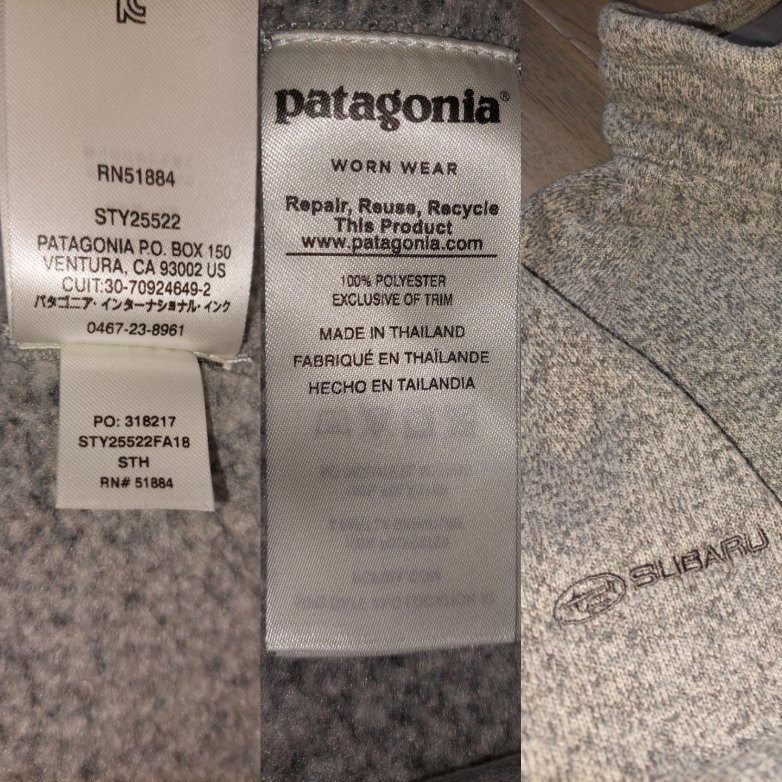 RN51884
STY25522
PATAGONIA P.O. BOX 150
VENTURA, CA 93002 US
CUIT:30-70924649-2
パタゴニア・インターナショナル・インク
0467-23-8961
PO: 318217
STY25522FA18
STH
RN# 51884
patagonia®
WORN WEAR
Repair, Reuse, Recycle
This Product
www.patagonia.com
100% POLYESTER
EXCLUSIVE OF TRIM
MADE IN THAILAND
FABRIQUÉ EN THAÏLANDE
HECHO EN TAILANDIA
SUBARU